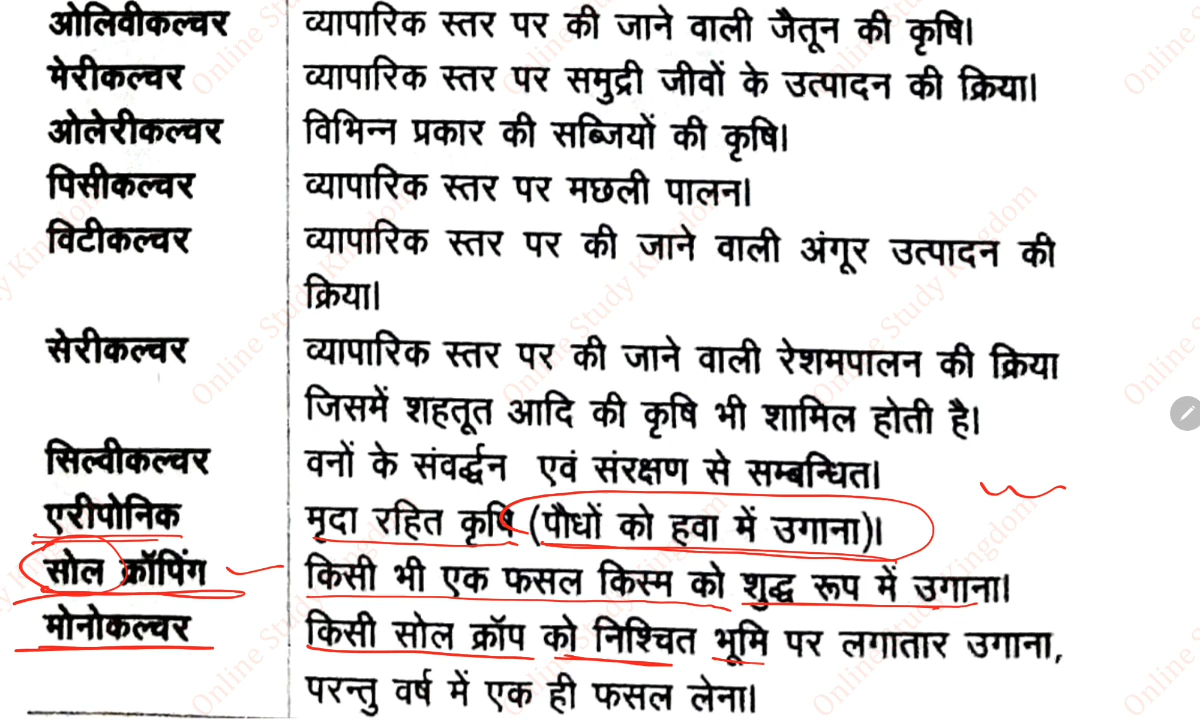 ओलिवीकल्चर व्यापारिक स्तर पर की जाने वाली जैतून की कृषि।
मेरीकल्चर व्यापारिक स्तर पर समुद्री जीवों के उत्पादन की क्रिया।
ओलेरीकल्चर विभिन्न प्रकार की सब्जियों की कृषि।
पिसीकल्चर व्यापारिक स्तर पर मछली पालन।
विटीकल्चर व्यापारिक स्तर पर की जाने वाली अंगूर उत्पादन की
क्रिया।
सेरीकल्चर व्यापारिक स्तर पर की जाने वाली रेशमपालन की क्रिया
जिसमें शहतूत आदि की कृषि भी शामिल होती है।
सिल्वीकल्चर वनों के संवर्द्धन एवं संरक्षण से सम्बन्धित।
एरीपोनिक मृदा रहित कृषि (पौधों को हवा में उगाना)।
सोल क्रॉपिंग किसी भी एक फसल किस्म को शुद्ध रूप में उगाना।
मोनोकल्चर किसी सोल क्रॉप को निश्चित भूमि पर लगातार उगाना,
परन्तु वर्ष में एक ही फसल लेना।
Online Study Kingdom